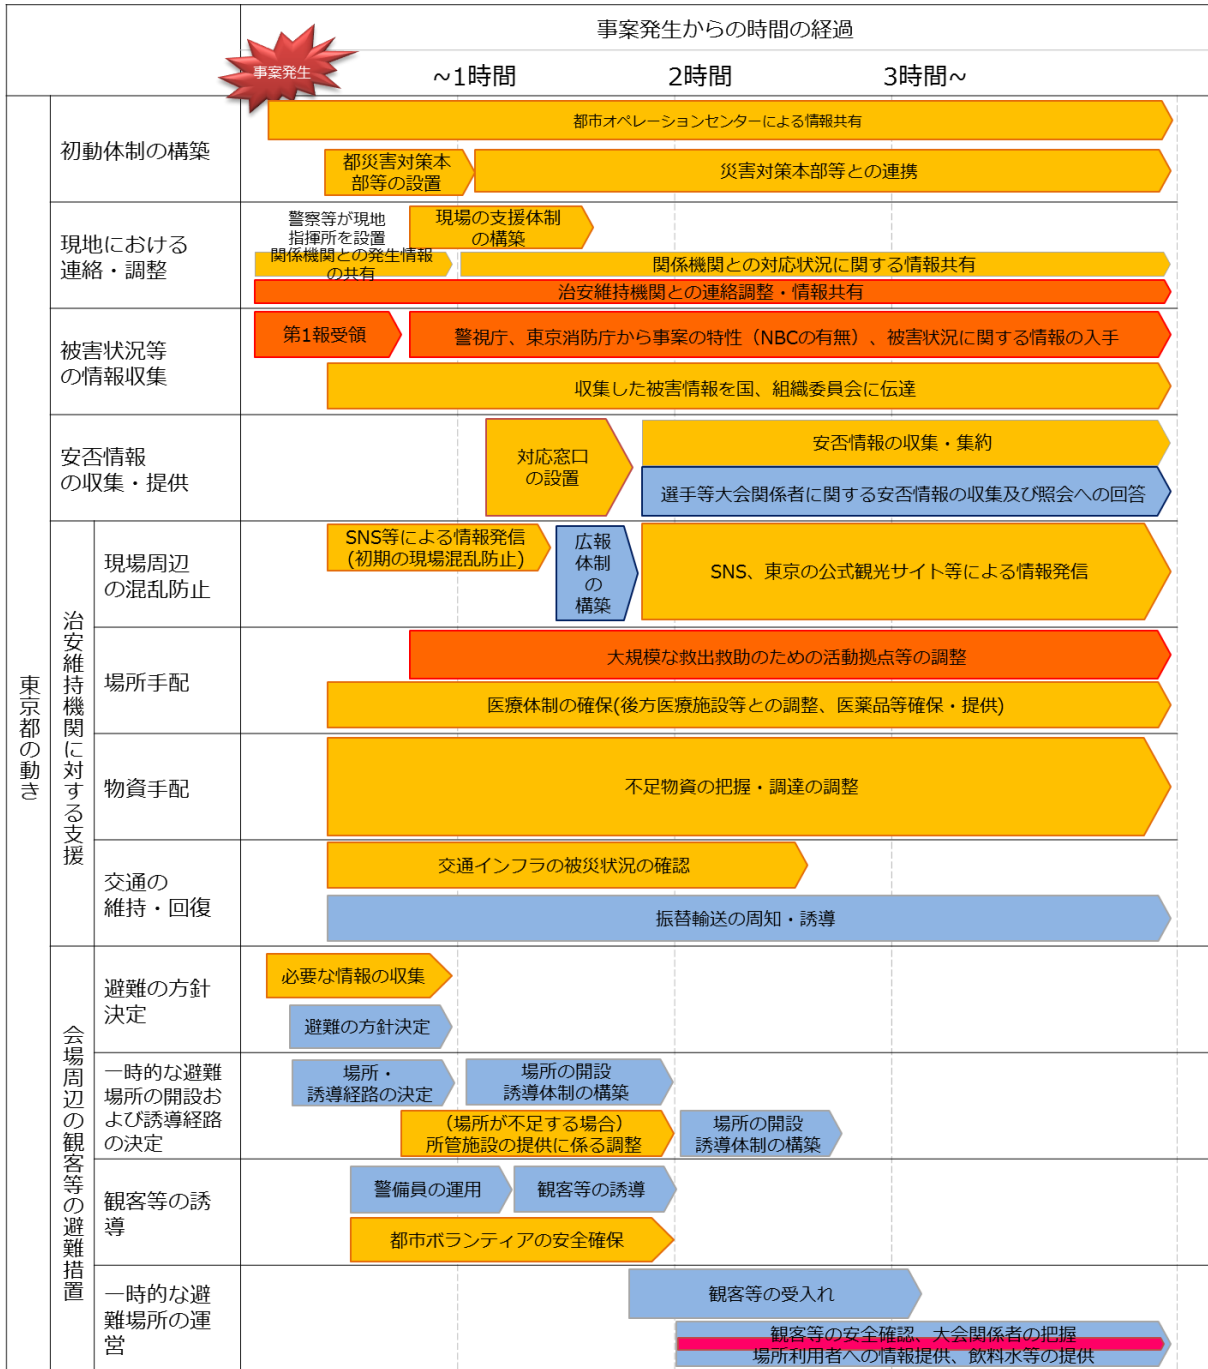 事案発生からの時間の経過
事案発生
~1時間
2時間
3時間~
東京都の動き
初動体制の構築
都市オペレーションセンターによる情報共有
都災害対策本
部等の設置
災害対策本部等との連携
現地における
連絡・調整
警察等が現地
指揮所を設置
現場の支援体制
の構築
関係機関との発生情報
の共有
関係機関との対応状況に関する情報共有
治安維持機関との連絡調整・情報共有
被害状況等
の情報収集
第1報受領
警視庁、東京消防庁から事案の特性（NBCの有無）、被害状況に関する情報の入手
収集した被害情報を国、組織委員会に伝達
安否情報
の収集・提供
対応窓口
の設置
安否情報の収集・集約
選手等大会関係者に関する安否情報の収集及び照会への回答
治安維持機関に対する支援
現場周辺
の混乱防止
SNS等による情報発信
(初期の現場混乱防止)
広報
体制
の
構築
SNS、東京の公式観光サイト等による情報発信
場所手配
大規模な救出救助のための活動拠点等の調整
医療体制の確保(後方医療施設等との調整、医薬品等確保・提供)
物資手配
不足物資の把握・調達の調整
交通の
維持・回復
交通インフラの被災状況の確認
振替輸送の周知・誘導
会場周辺の観客等の避難措置
避難の方針
決定
必要な情報の収集
避難の方針決定
一時的な避難
場所の開設お
よび誘導経路
の決定
場所・
誘導経路の決定
場所の開設
誘導体制の構築
（場所が不足する場合）
所管施設の提供に係る調整
場所の開設
誘導体制の構築
観客等の誘
導
警備員の運用
観客等の誘導
都市ボランティアの安全確保
一時的な避
難場所の運
営
観客等の受入れ
観客等の安全確認、大会関係者の把握
場所利用者への情報提供、飲料水等の提供